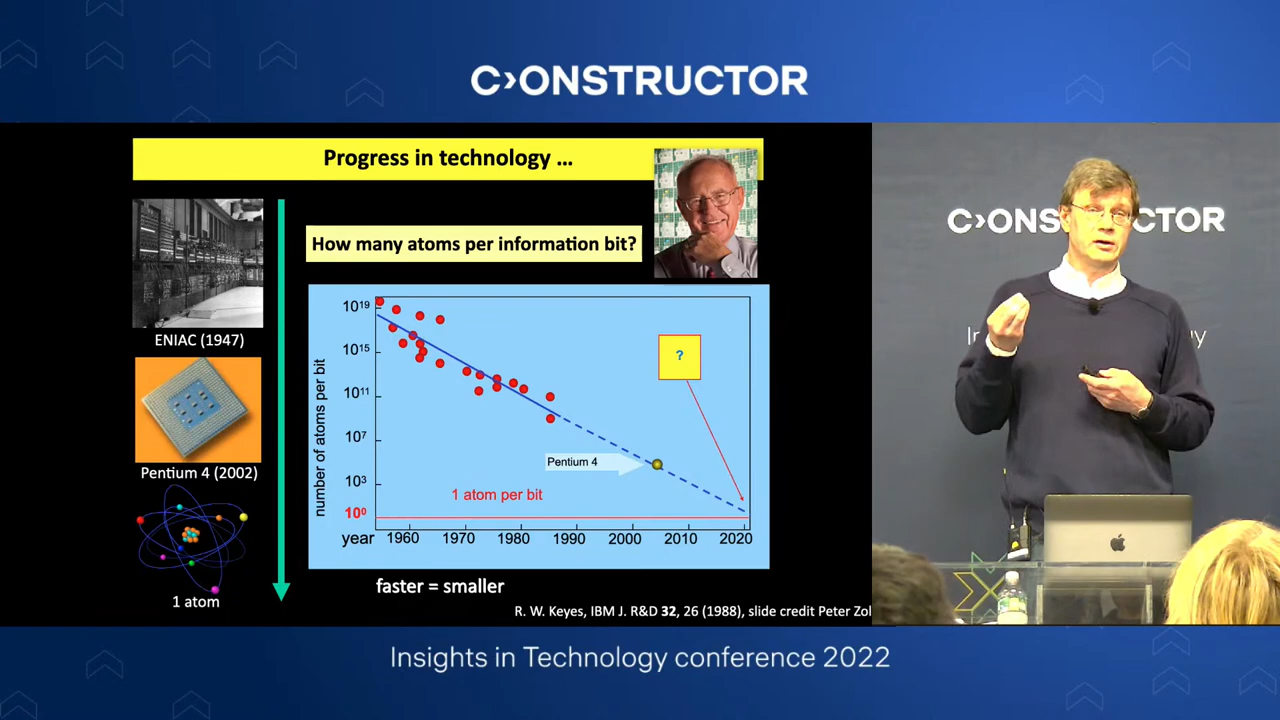 C›ONSTRUCTOR
Progress in technology ...
How many atoms per information bit?
ENIAC (1947)
Pentium 4 (2002)
1 atom
number of atoms per bit
10¹⁹
10¹⁵
10¹¹
10⁷
10³
10⁰
?
Pentium 4
1 atom per bit
year 1960 1970 1980 1990 2000 2010 2020
faster = smaller
R. W. Keyes, IBM J. R&D 32, 26 (1988), slide credit Peter Zol
C›ONSTRUCTOR
Insights in Technology conference 2022